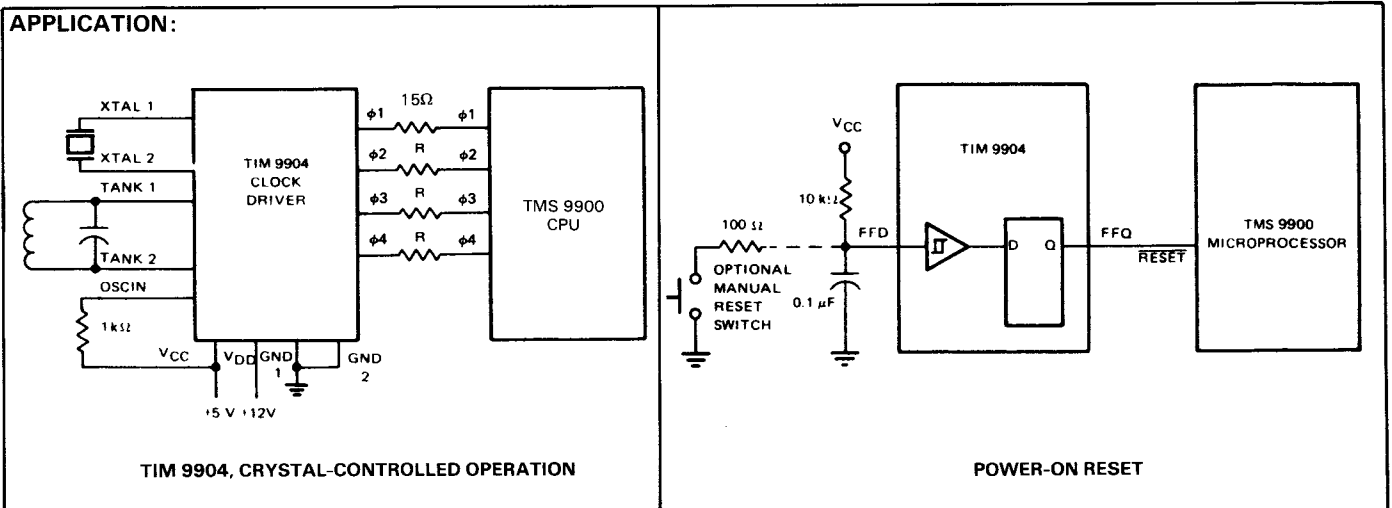 APPLICATION:
XTAL 1
XTAL 2
TANK 1
TANK 2
OSCIN
1 kΩ
VCC
VDD
GND
1
GND
2
+5 V +12V
TIM 9904
CLOCK
DRIVER
ϕ1
15Ω
ϕ1
ϕ2
R
ϕ2
ϕ3
R
ϕ3
ϕ4
R
ϕ4
TMS 9900
CPU
TIM 9904, CRYSTAL-CONTROLLED OPERATION
VCC
10 kΩ
100 Ω
FFD
OPTIONAL
MANUAL
RESET
SWITCH
0.1 μF
TIM 9904
D
Q
FFQ
RESET
TMS 9900
MICROPROCESSOR
POWER-ON RESET